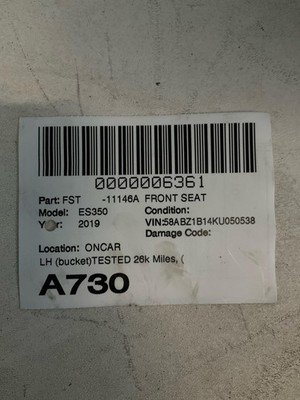 0000006361
Part: FST -11146A FRONT SEAT
Model: ES350 Condition:
Year: 2019 VIN:58ABZ1B14KU050538
Damage Code:
Location: ONCAR
LH (bucket)TESTED 26k Miles, (
A730